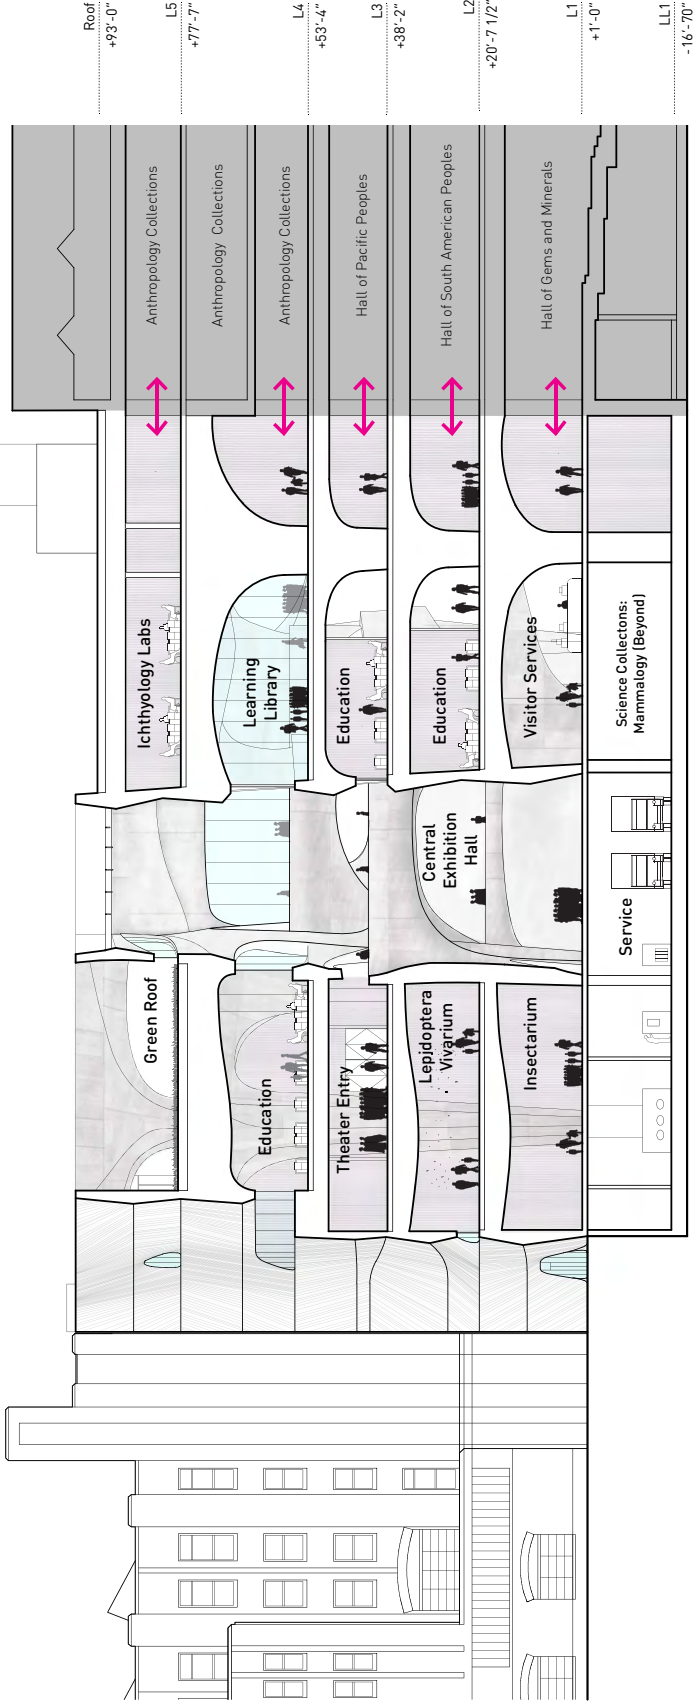 Roof
+93'-0"
L5
+77'-7"
L4
+53'-4"
L3
+38'-2"
L2
+20'-7 1/2"
L1
+1'-0"
LL1
-16'-70"
Anthropology Collections
Anthropology Collections
Anthropology Collections
Hall of Pacific Peoples
Hall of South American Peoples
Hall of Gems and Minerals
Ichthyology Labs
Learning
Library
Education
Education
Visitor Services
Science Collectons:
Mammalogy (Beyond)
Central
Exhibition
Hall
Service
Green Roof
Education
Theater Entry
Lepidoptera
Vivarium
Insectarium